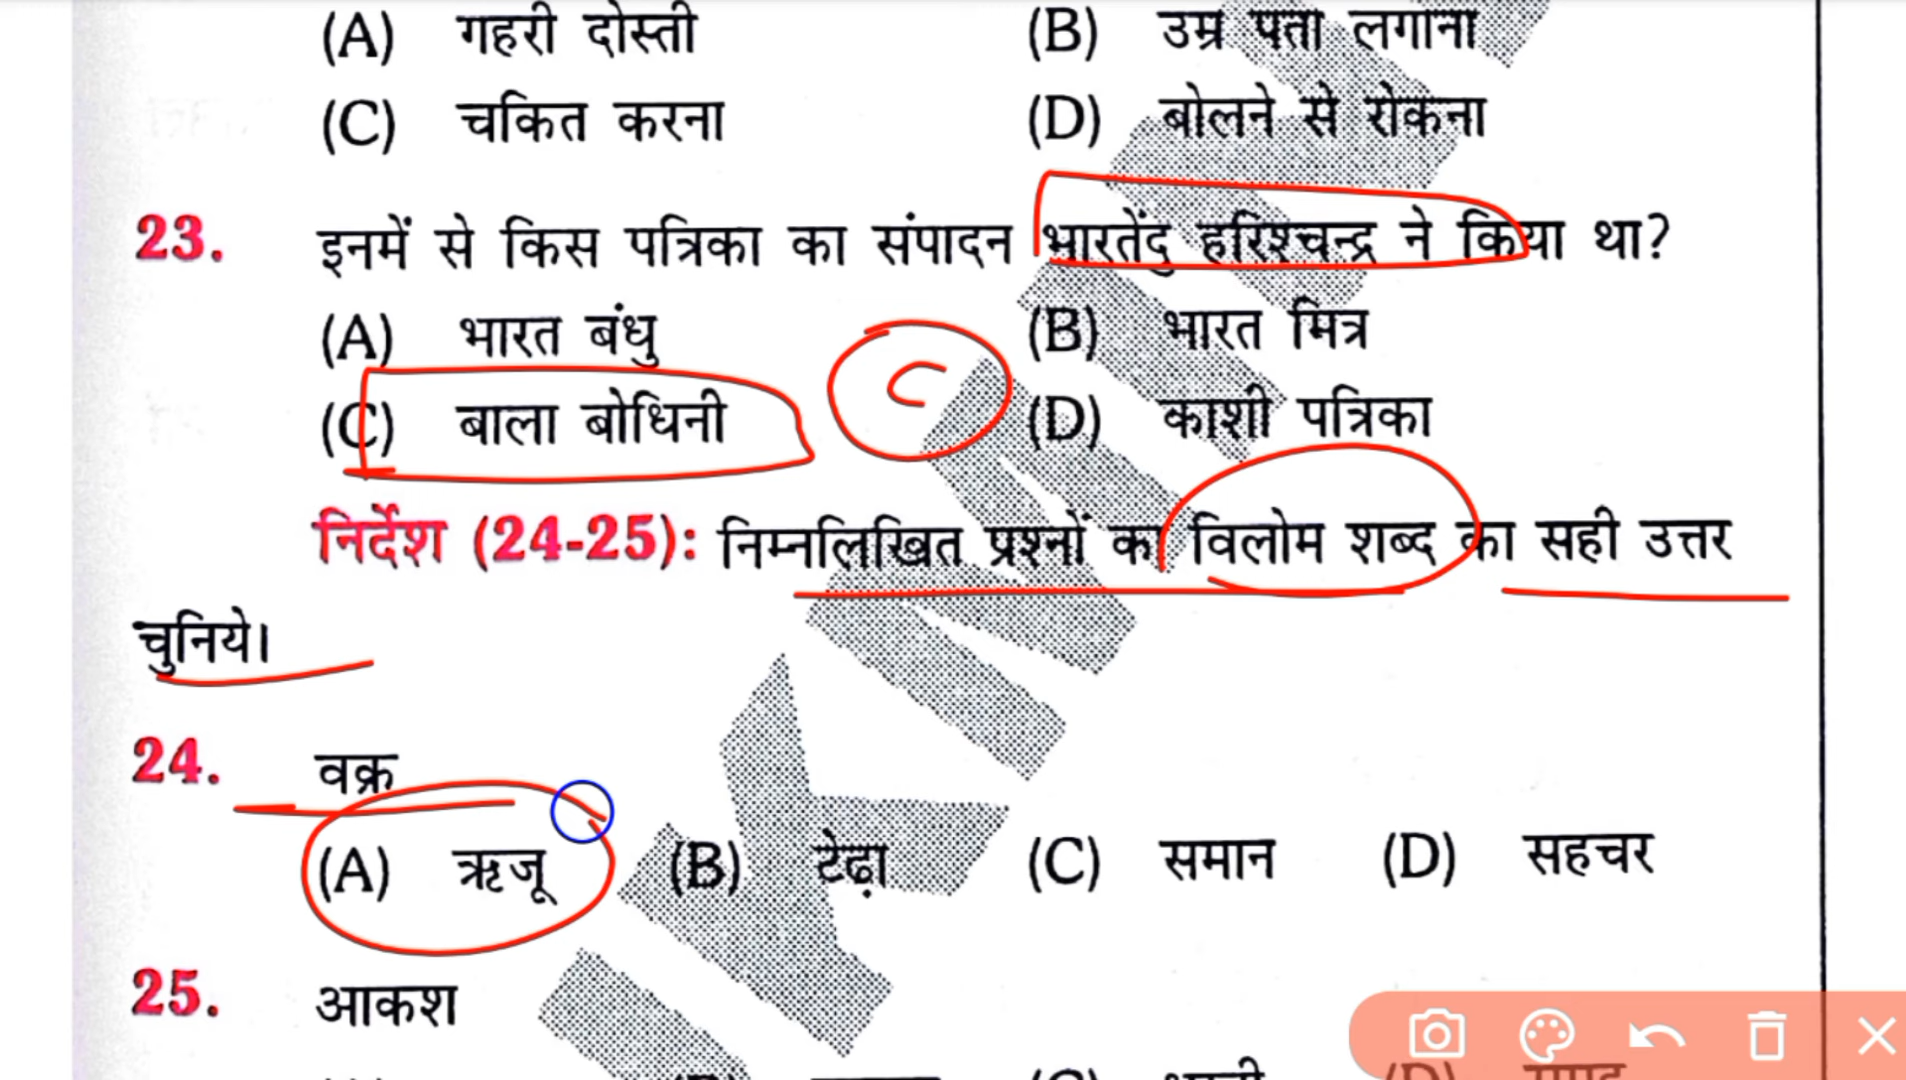 (A) गहरी दोस्ती (B) उम्र पता लगाना
(C) चकित करना (D) बोलने से रोकना
23. इनमें से किस पत्रिका का संपादन भारतेंदु हरिश्चन्द्र ने किया था?
(A) भारत बंधु (B) भारत मित्र
C
(C) बाला बोधिनी (D) काशी पत्रिका
निर्देश (24-25): निम्नलिखित प्रश्नों का विलोम शब्द का सही उत्तर
चुनिये।
24. वक्र
(A) ऋजू (B) टेढ़ा (C) समान (D) सहचर
25. आकश